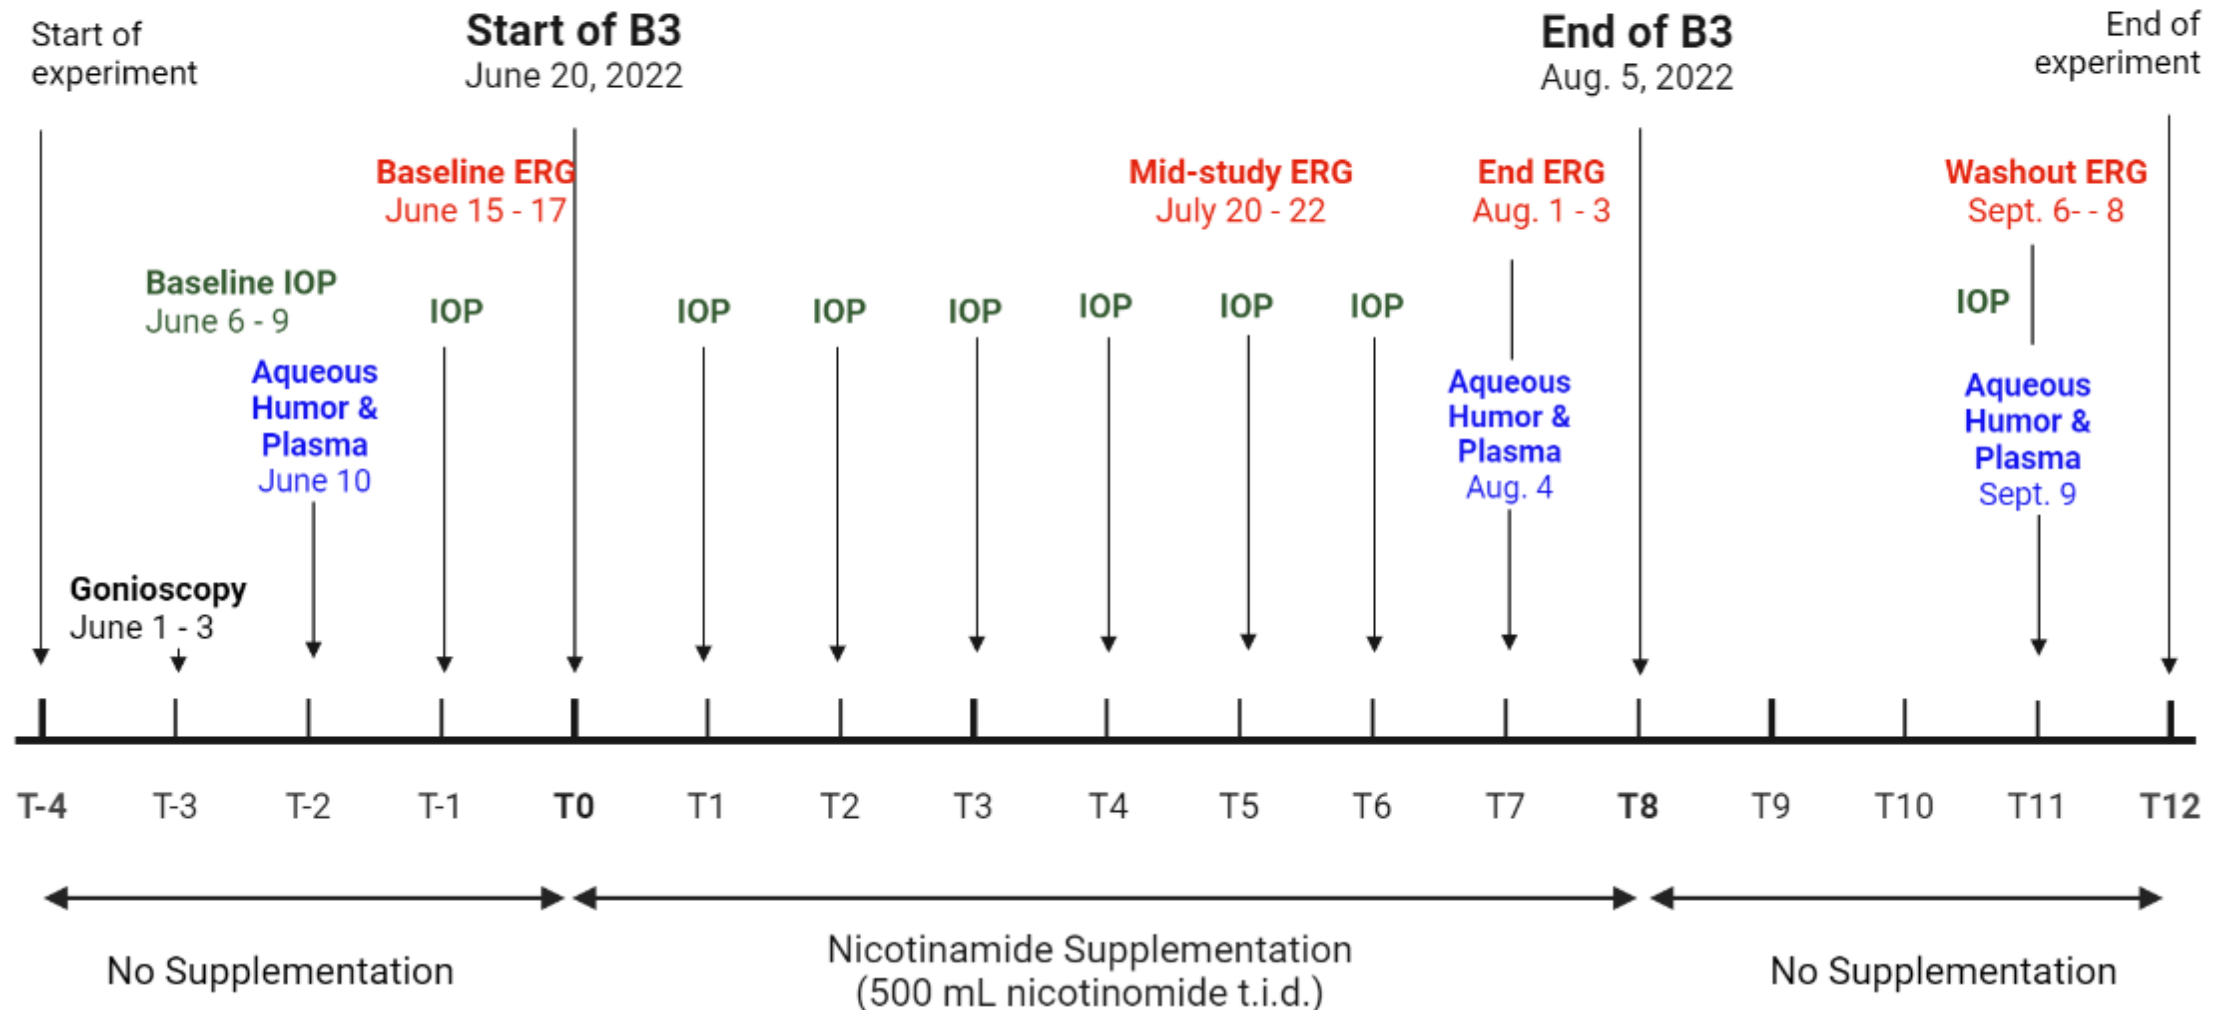 Start of
experiment
Start of B3
June 20, 2022
End of B3
Aug. 5, 2022
End of
experiment
Baseline ERG
June 15 - 17
Mid-study ERG
July 20 - 22
End ERG
Aug. 1 - 3
Washout ERG
Sept. 6- - 8
Baseline IOP
June 6 - 9
IOP
IOP
IOP
IOP
IOP
IOP
IOP
IOP
Aqueous
Humor &
Plasma
June 10
Aqueous
Humor &
Plasma
Aug. 4
Aqueous
Humor &
Plasma
Sept. 9
Gonioscopy
June 1 - 3
T-4 T-3 T-2 T-1 T0 T1 T2 T3 T4 T5 T6 T7 T8 T9 T10 T11 T12
No Supplementation
Nicotinamide Supplementation
(500 mL nicotinomide t.i.d.)
No Supplementation